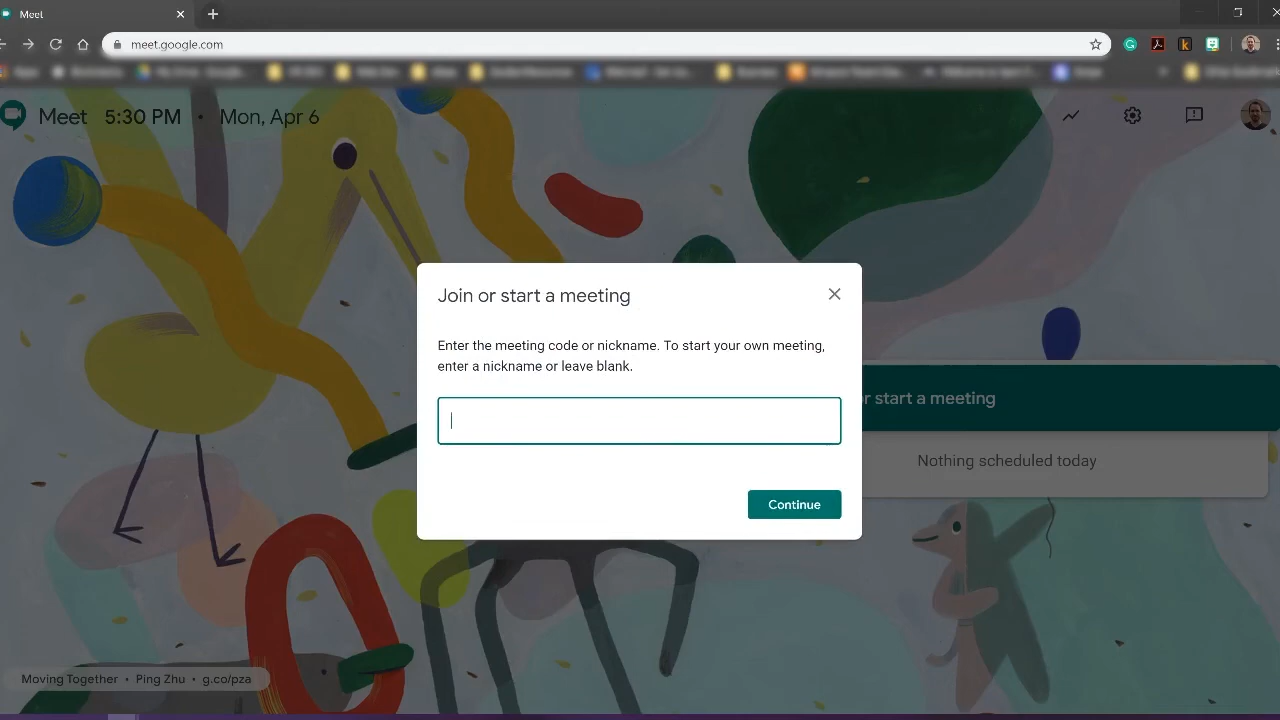 Meet
meet.google.com
Meet 5:30 PM • Mon, Apr 6
Join or start a meeting
Enter the meeting code or nickname. To start your own meeting,
enter a nickname or leave blank.
Continue
or start a meeting
Nothing scheduled today
Moving Together • Ping Zhu • g.co/pza